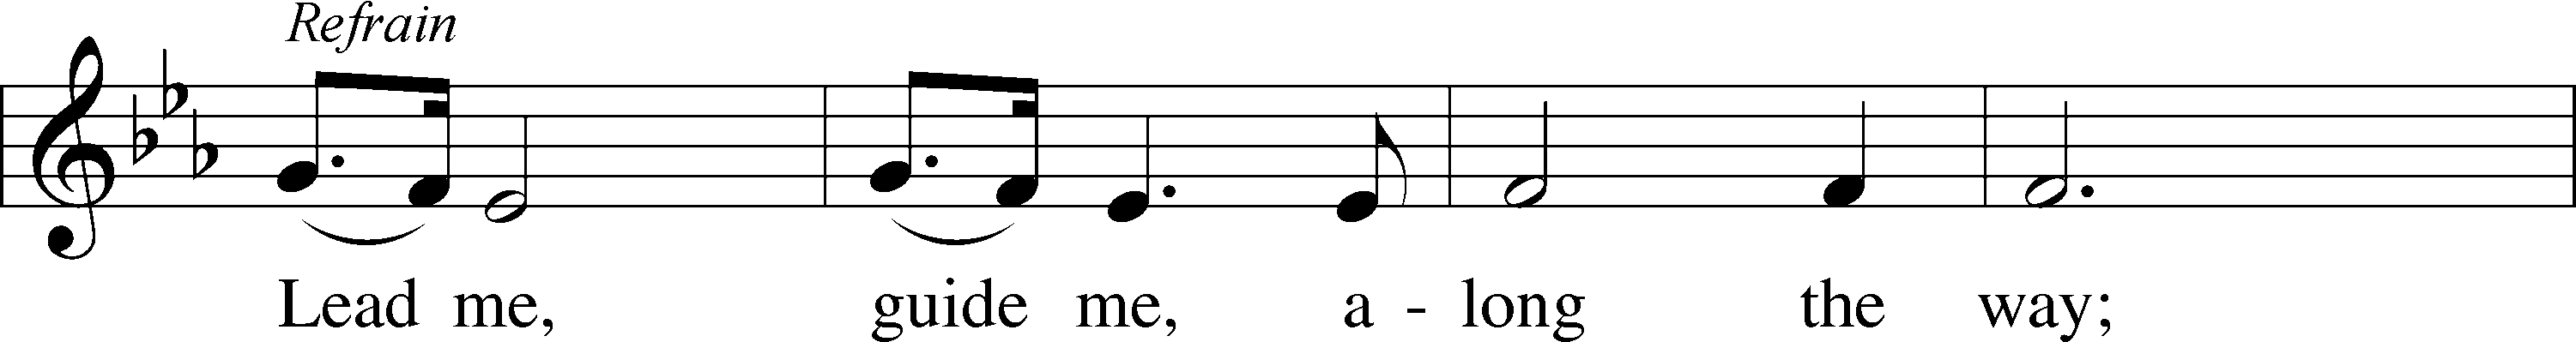 Refrain
Lead me, guide me, a - long the way;